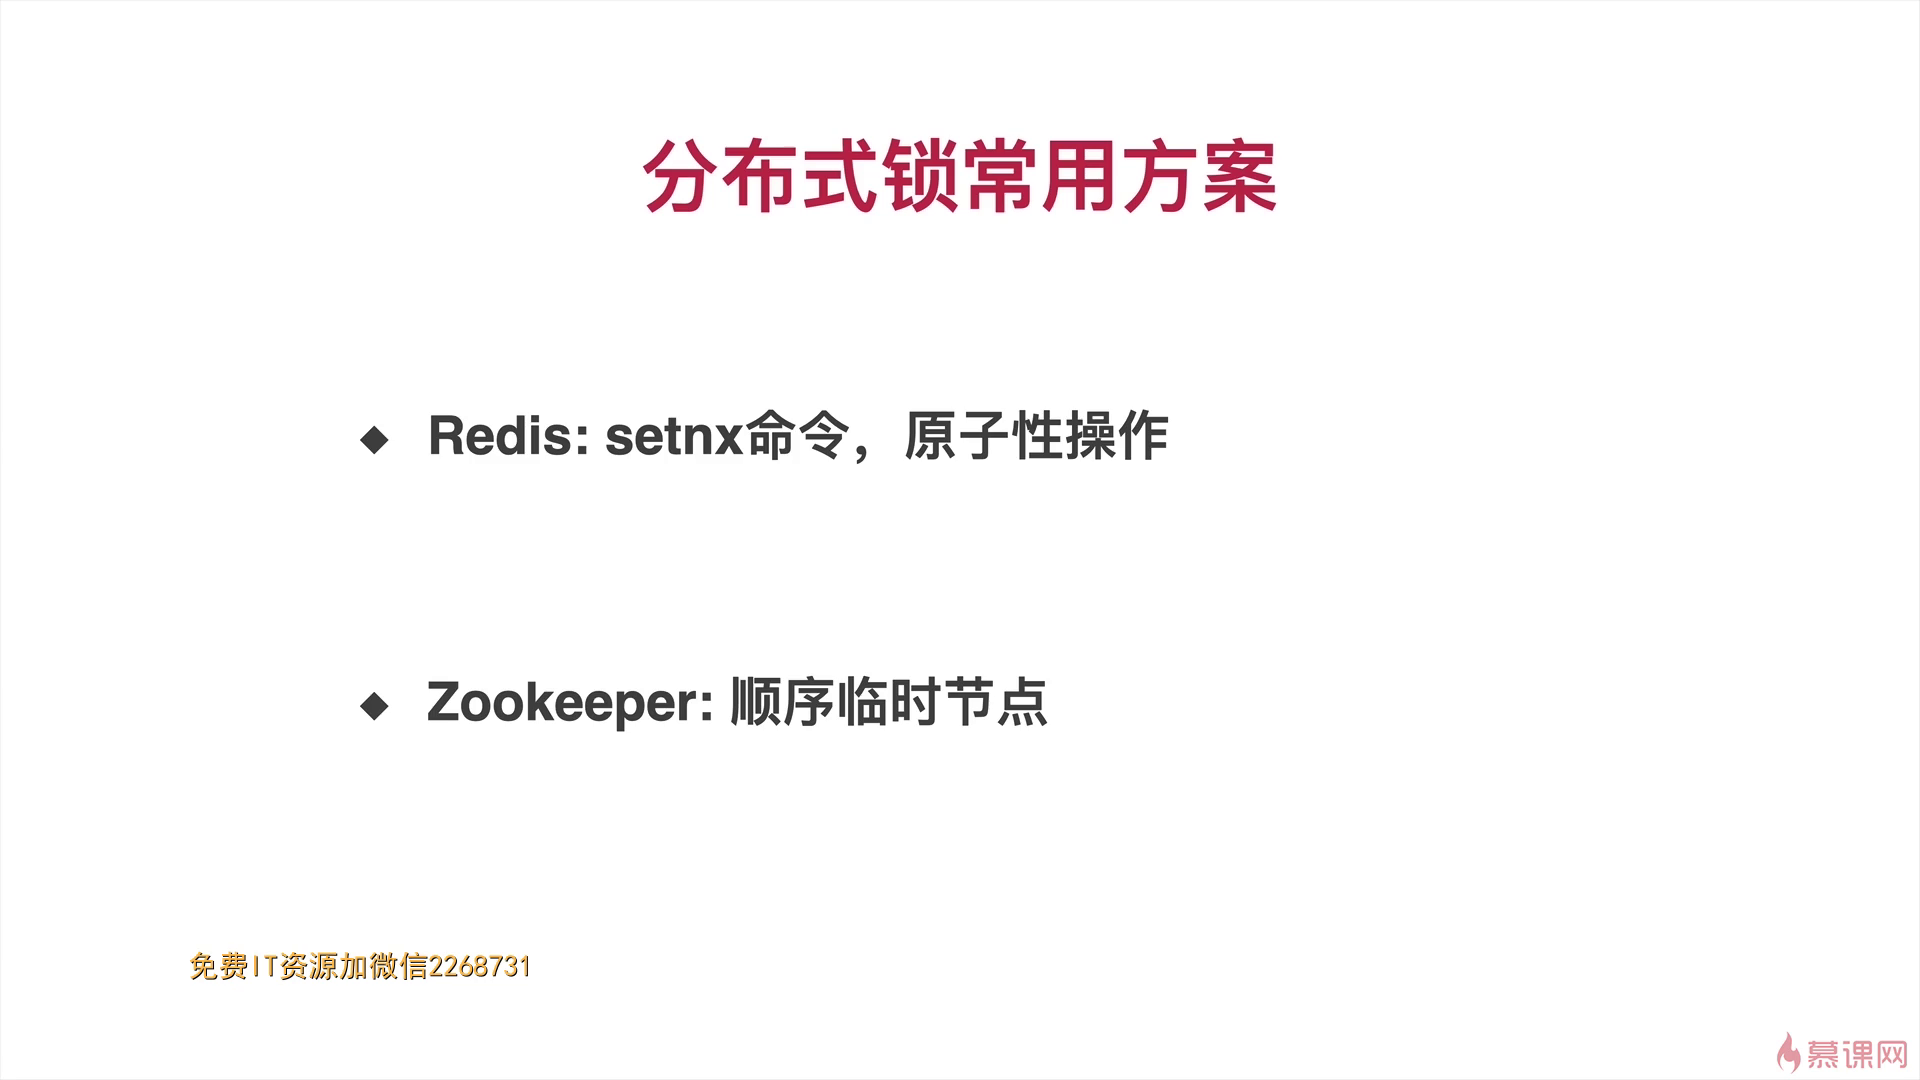 分布式锁常用方案
◆ Redis: setnx命令，原子性操作
◆ Zookeeper: 顺序临时节点
免费IT资源加微信2268731
慕课网